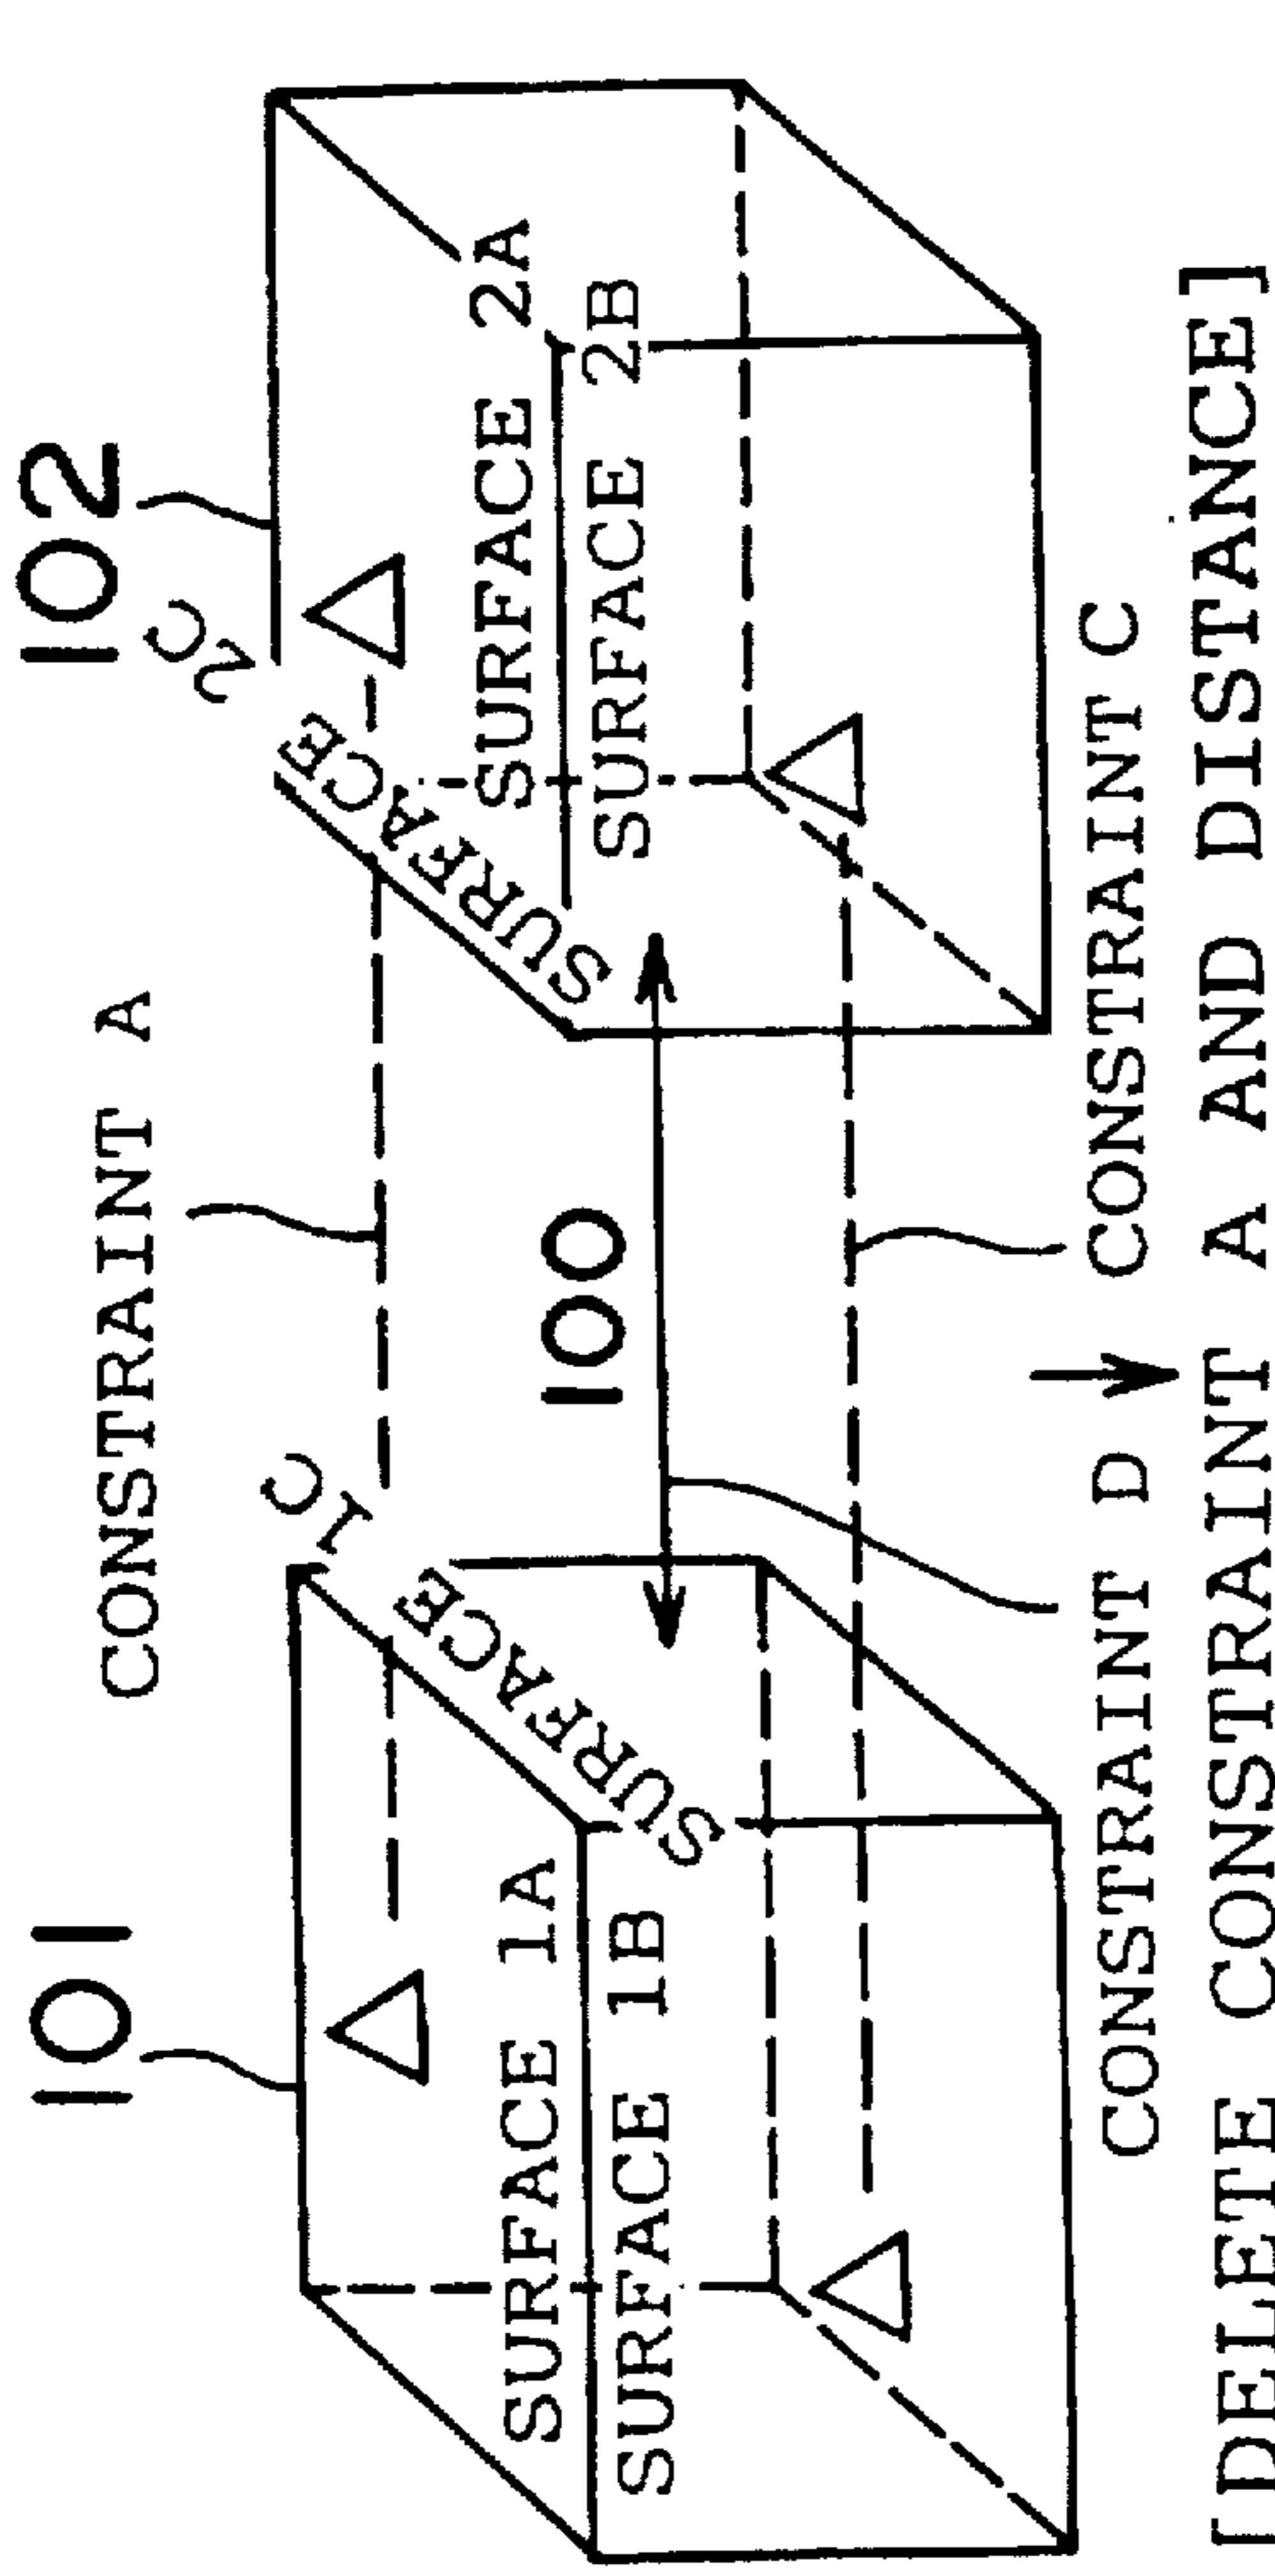 101
102
CONSTRAINT A
SURFACE 1C
SURFACE 2C
SURFACE 1A
SURFACE 1B
100
SURFACE 2A
SURFACE 2B
CONSTRAINT D
CONSTRAINT C
[DELETE CONSTRAINT A AND DISTANCE]